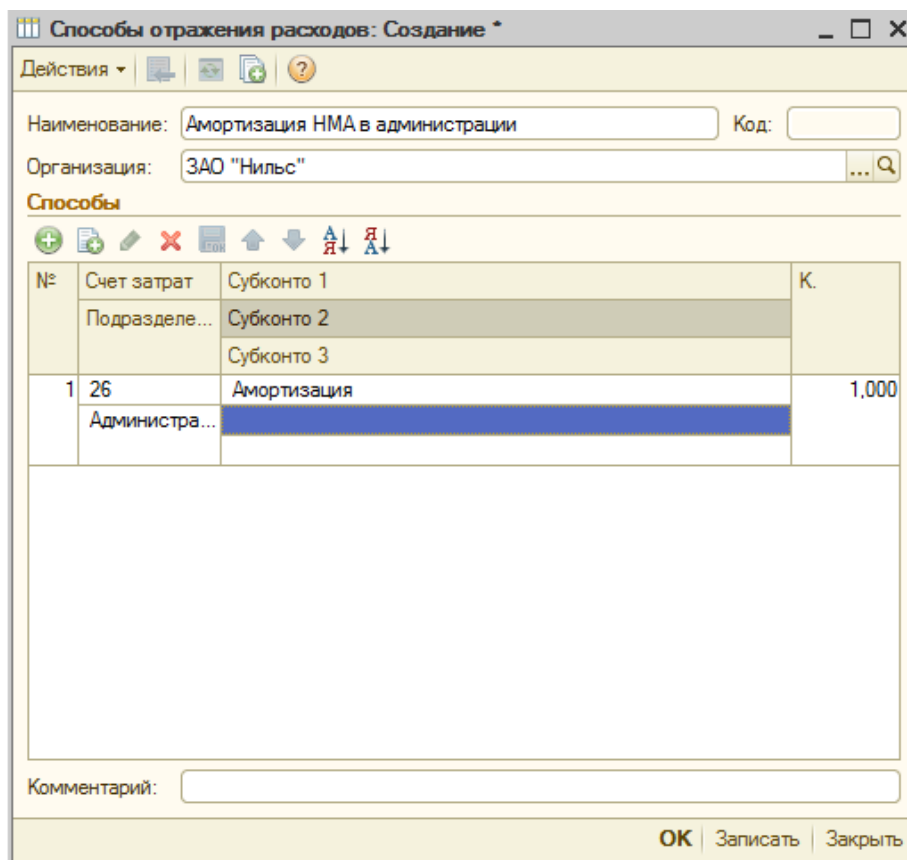 Способы отражения расходов: Создание *
Действия
Наименование: Амортизация НМА в администрации Код:
Организация: ЗАО "Нильс" ...
Способы
№ Счет затрат Субконто 1 К.
Подразделе... Субконто 2
Субконто 3
1 26 Амортизация 1,000
Администра...
Комментарий:
OK Записать Закрыть